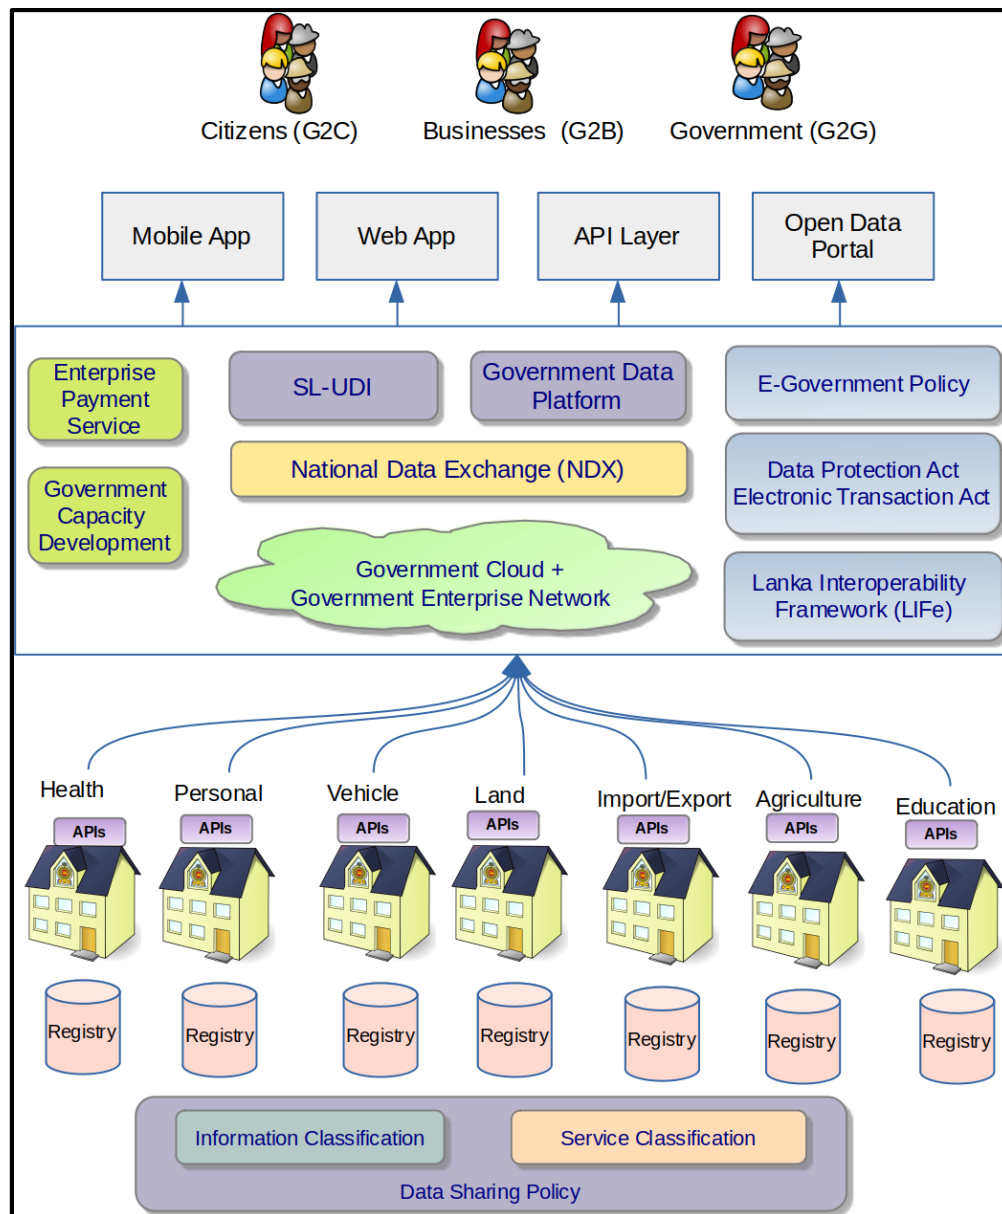 Citizens (G2C)
Businesses (G2B)
Government (G2G)
Mobile App
Web App
API Layer
Open Data
Portal
Enterprise
Payment
Service
SL-UDI
Government Data
Platform
E-Government Policy
National Data Exchange (NDX)
Data Protection Act
Electronic Transaction Act
Government
Capacity
Development
Government Cloud +
Government Enterprise Network
Lanka Interoperability
Framework (LIFe)
Health
Personal
Vehicle
Land
Import/Export
Agriculture
Education
APIs
APIs
APIs
APIs
APIs
APIs
APIs
Registry
Registry
Registry
Registry
Registry
Registry
Registry
Information Classification
Service Classification
Data Sharing Policy